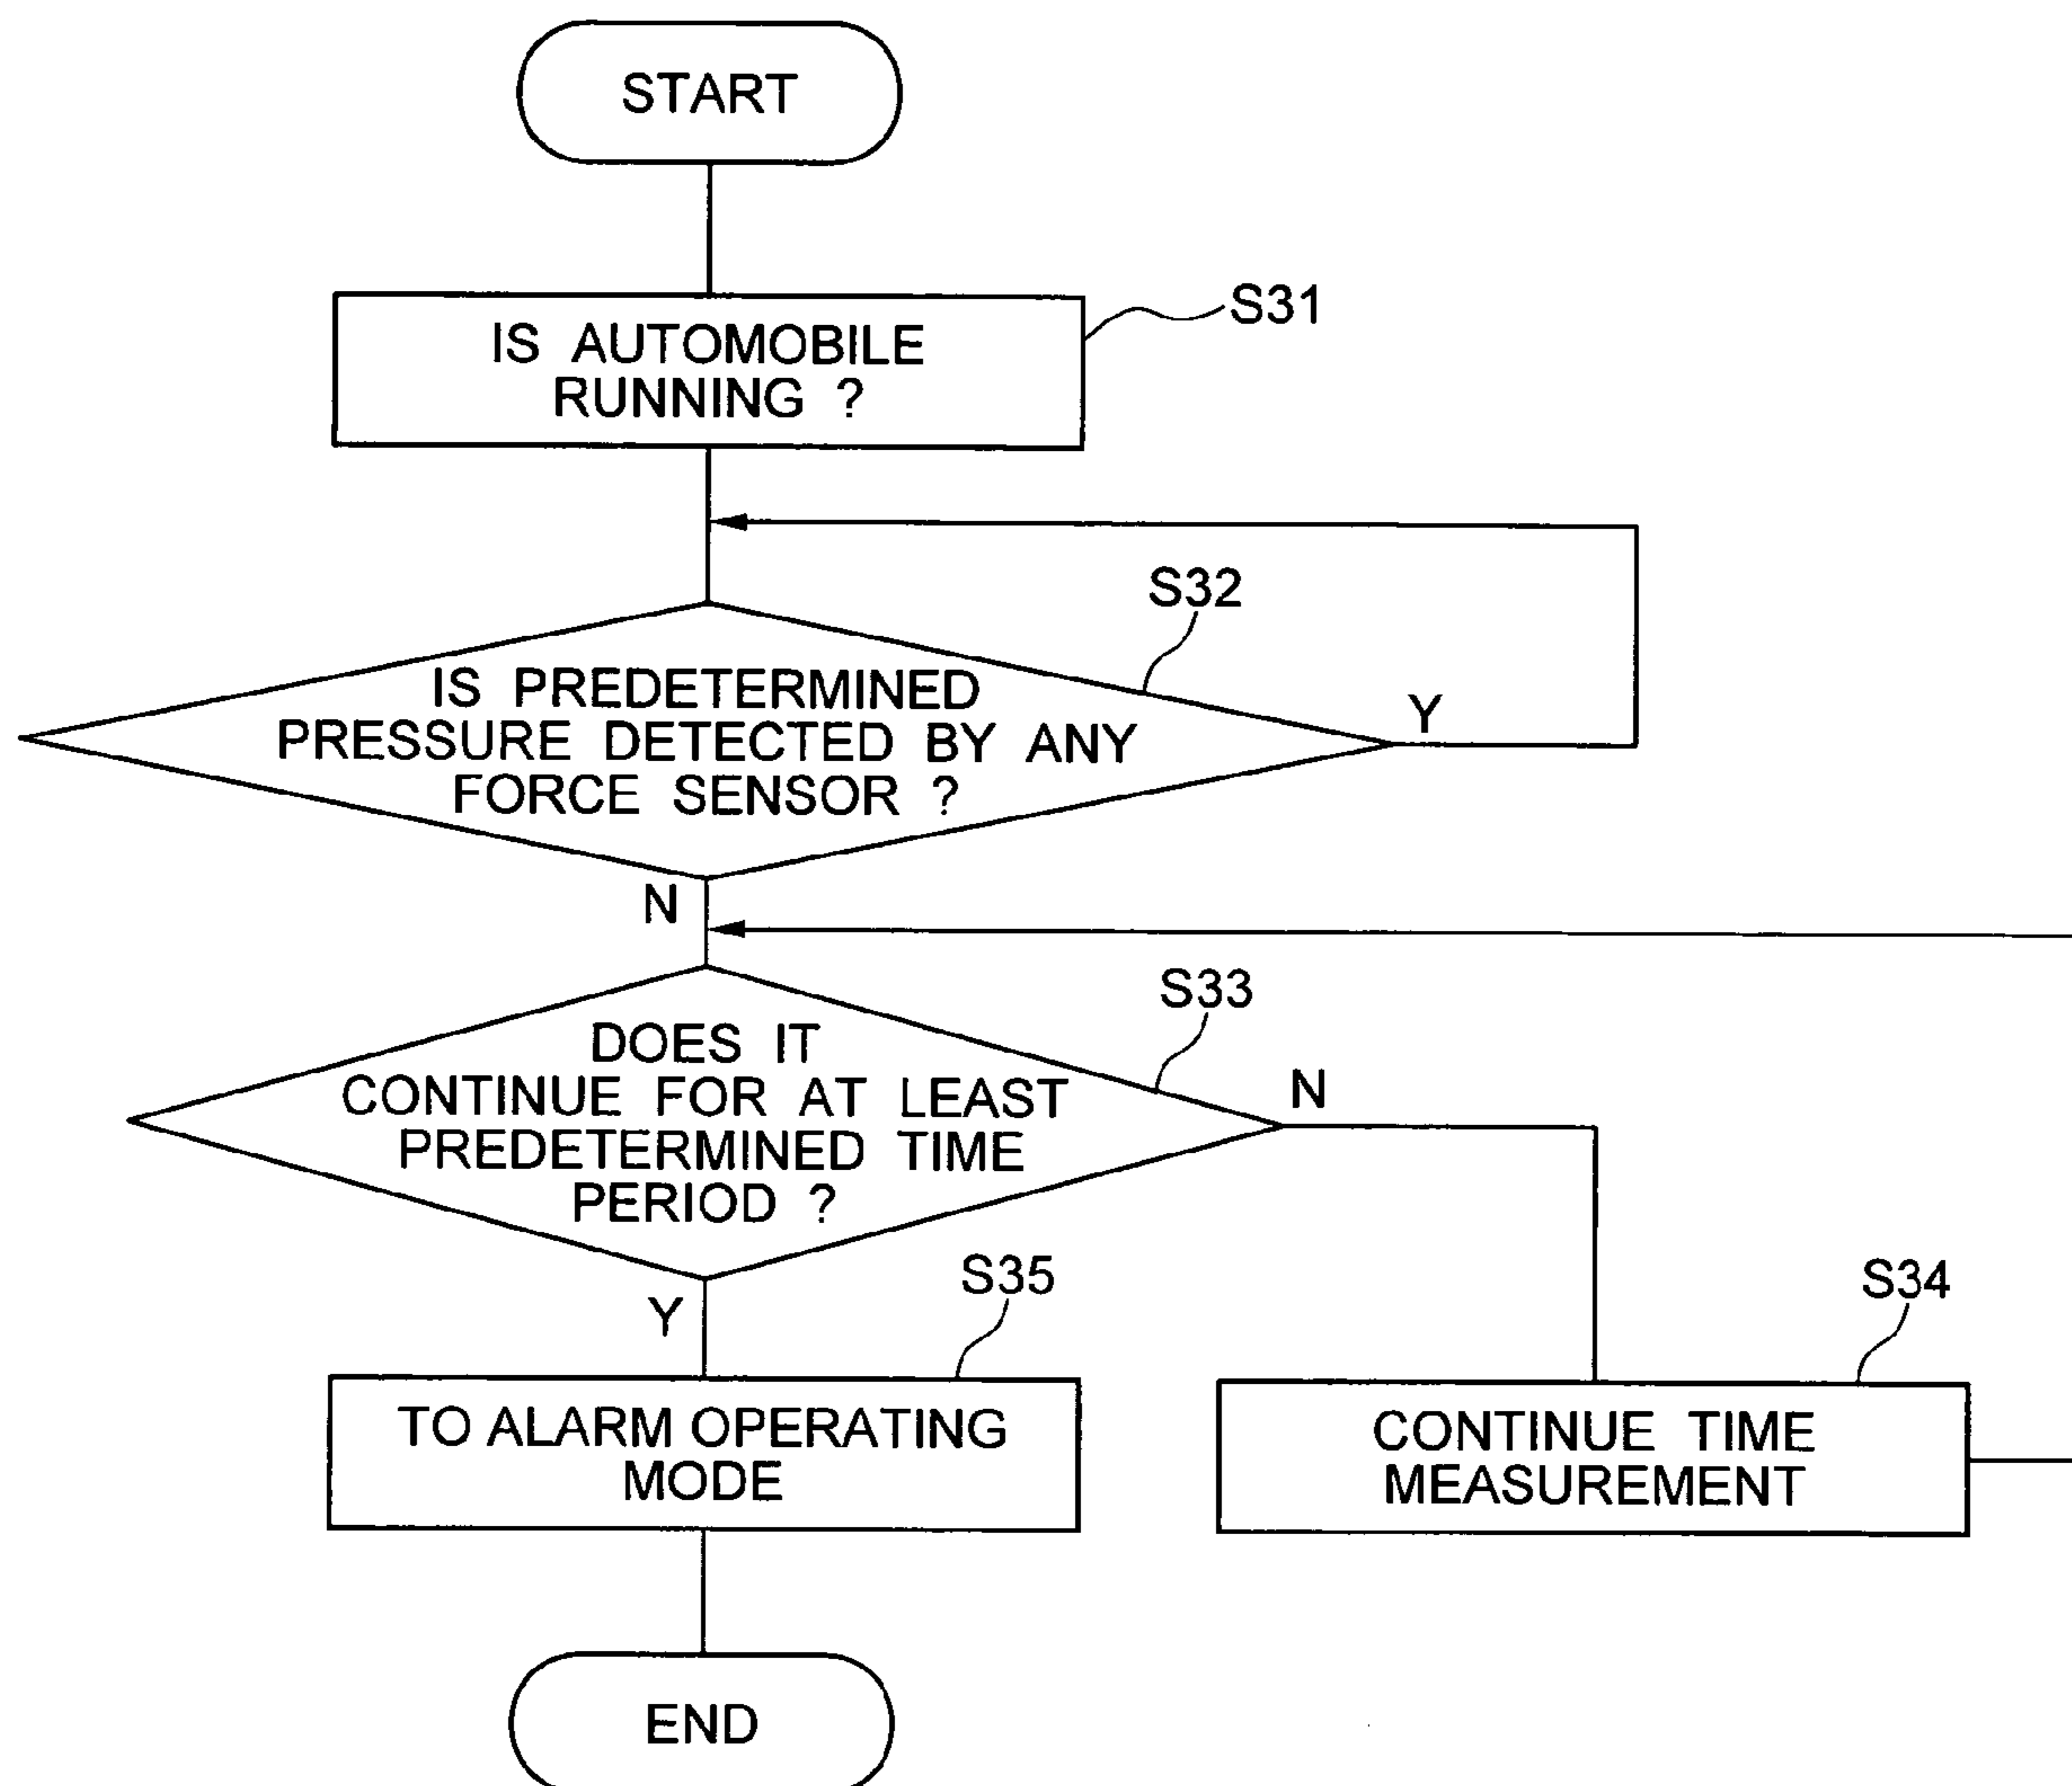 START
S31
IS AUTOMOBILE
RUNNING ?
S32
IS PREDETERMINED
PRESSURE DETECTED BY ANY
FORCE SENSOR ?
Y
N
S33
DOES IT
CONTINUE FOR AT LEAST
PREDETERMINED TIME
PERIOD ?
N
Y
S35
S34
TO ALARM OPERATING
MODE
CONTINUE TIME
MEASUREMENT
END